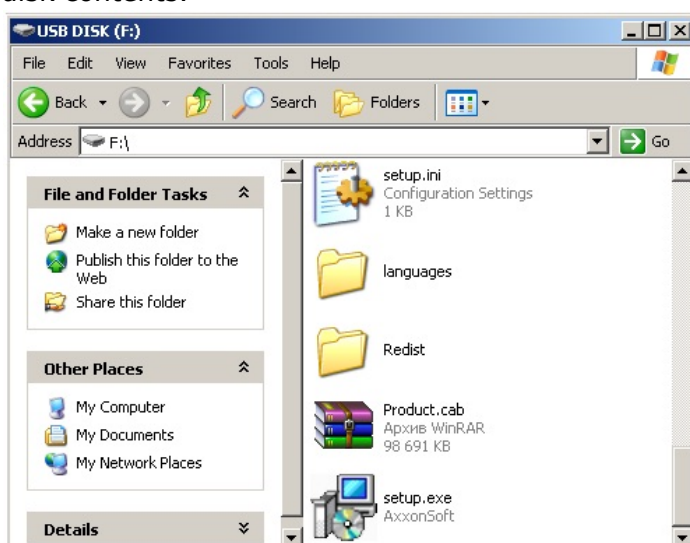 disk contents.
USB DISK (F:)
File Edit View Favorites Tools Help
Back Search Folders
Address F:\ Go
File and Folder Tasks
Make a new folder
Publish this folder to the
Web
Share this folder
Other Places
My Computer
My Documents
My Network Places
Details
setup.ini
Configuration Settings
1 KB
languages
Redist
Product.cab
Архив WinRAR
98 691 KB
setup.exe
AxxonSoft